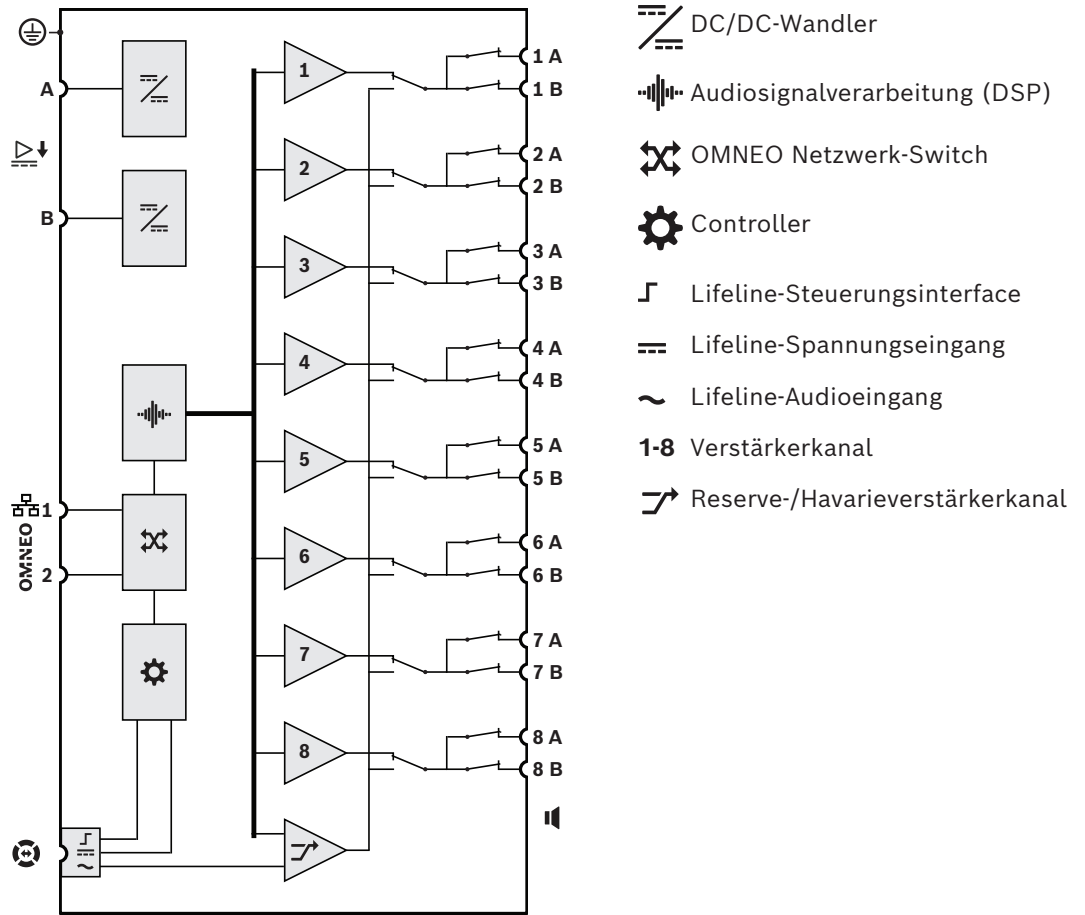 A
B
1
OMNEO
2
1
2
3
4
5
6
7
8
1 A
1 B
2 A
2 B
3 A
3 B
4 A
4 B
5 A
5 B
6 A
6 B
7 A
7 B
8 A
8 B
DC/DC-Wandler
Audiosignalverarbeitung (DSP)
OMNEO Netzwerk-Switch
Controller
Lifeline-Steuerungsinterface
Lifeline-Spannungseingang
Lifeline-Audioeingang
1-8 Verstärkerkanal
Reserve-/Havarieverstärkerkanal